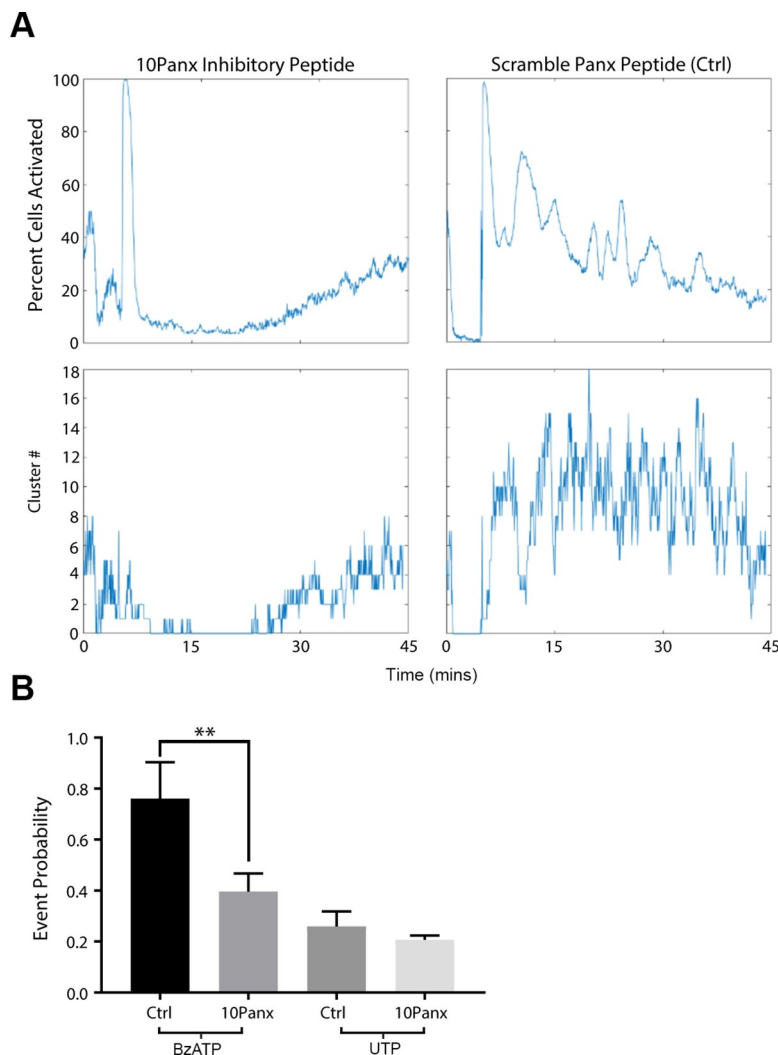 A
10Panx Inhibitory Peptide
Scramble Panx Peptide (Ctrl)
Percent Cells Activated
100
80
60
40
20
0
Cluster #
18
16
14
12
10
8
6
4
2
0
0 15 30 45
0 15 30 45
Time (mins)
B
**
Event Probability
1.0
0.8
0.6
0.4
0.2
0.0
Ctrl 10Panx Ctrl 10Panx
BzATP UTP